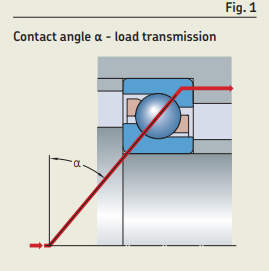 Fig. 1
Contact angle α - load transmission
α